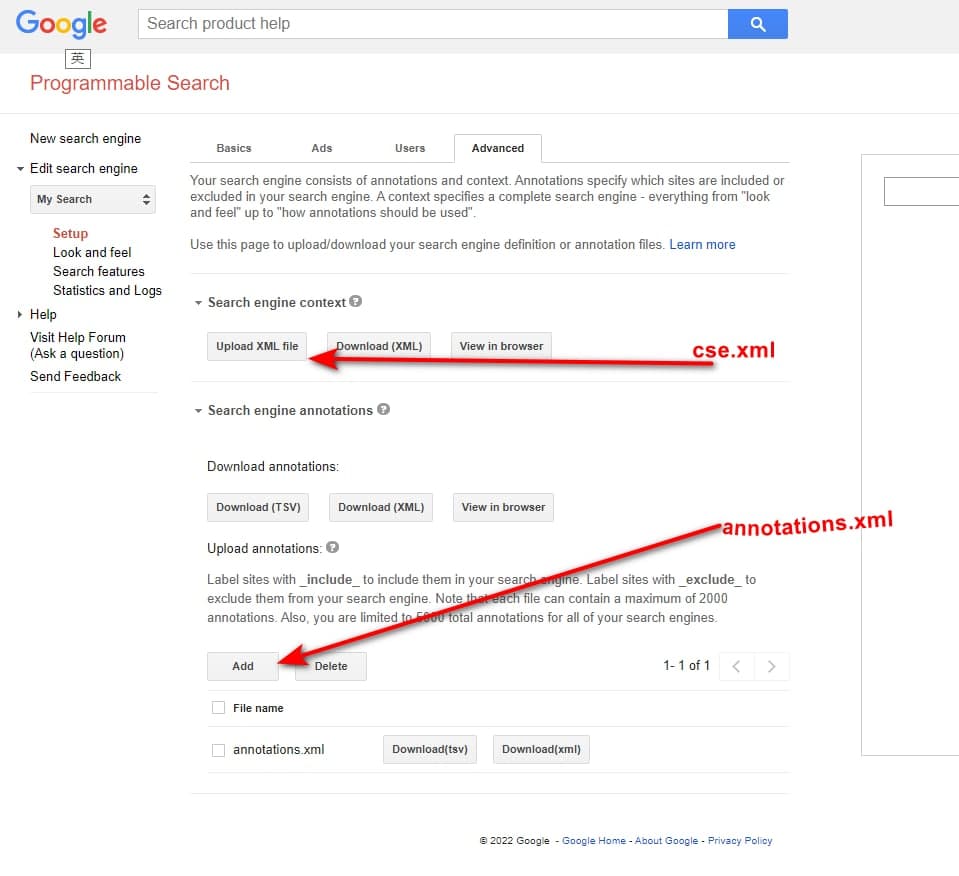 Google
Search product help
英
Programmable Search
New search engine
Edit search engine
My Search
Setup
Look and feel
Search features
Statistics and Logs
Help
Visit Help Forum
(Ask a question)
Send Feedback
Basics Ads Users Advanced
Your search engine consists of annotations and context. Annotations specify which sites are included or
excluded in your search engine. A context specifies a complete search engine - everything from "look
and feel" up to "how annotations should be used".
Use this page to upload/download your search engine definition or annotation files. Learn more
Search engine context ?
Upload XML file Download (XML) View in browser
cse.xml
Search engine annotations ?
Download annotations:
Download (TSV) Download (XML) View in browser
annotations.xml
Upload annotations: ?
Label sites with _include_ to include them in your search engine. Label sites with _exclude_ to
exclude them from your search engine. Note that each file can contain a maximum of 2000
annotations. Also, you are limited to 5000 total annotations for all of your search engines.
Add Delete 1- 1 of 1
File name
annotations.xml Download(tsv) Download(xml)
© 2022 Google - Google Home - About Google - Privacy Policy